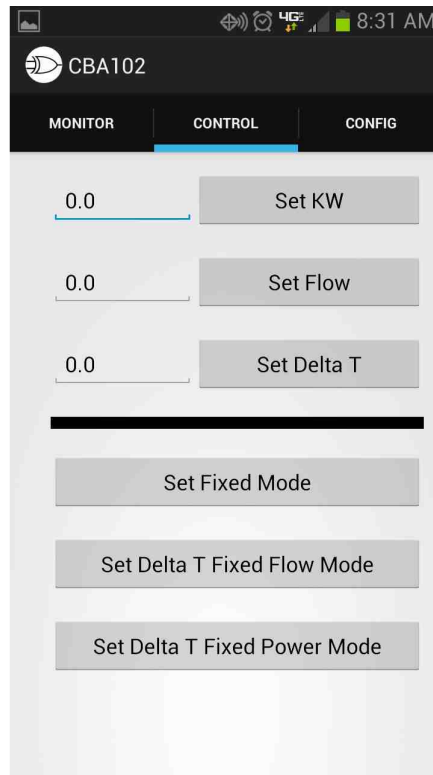 4G 8:31 AM
CBA102
MONITOR CONTROL CONFIG
0.0 Set KW
0.0 Set Flow
0.0 Set Delta T
Set Fixed Mode
Set Delta T Fixed Flow Mode
Set Delta T Fixed Power Mode